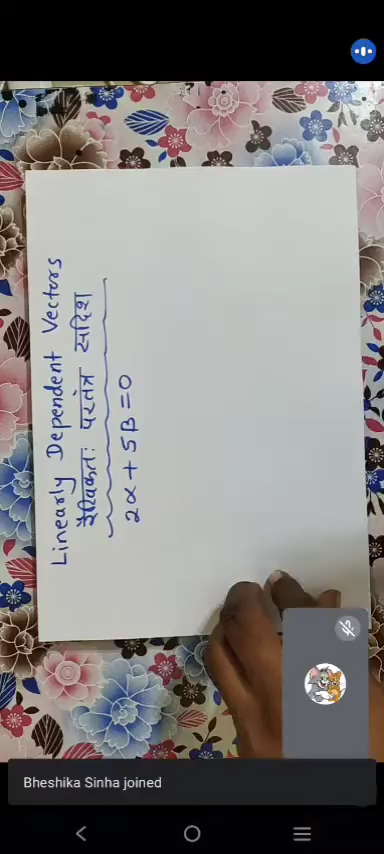 Linearly Dependent Vectors
रैखिकतः परतंत्र सदिश
2α + 5β = 0
Bheshika Sinha joined